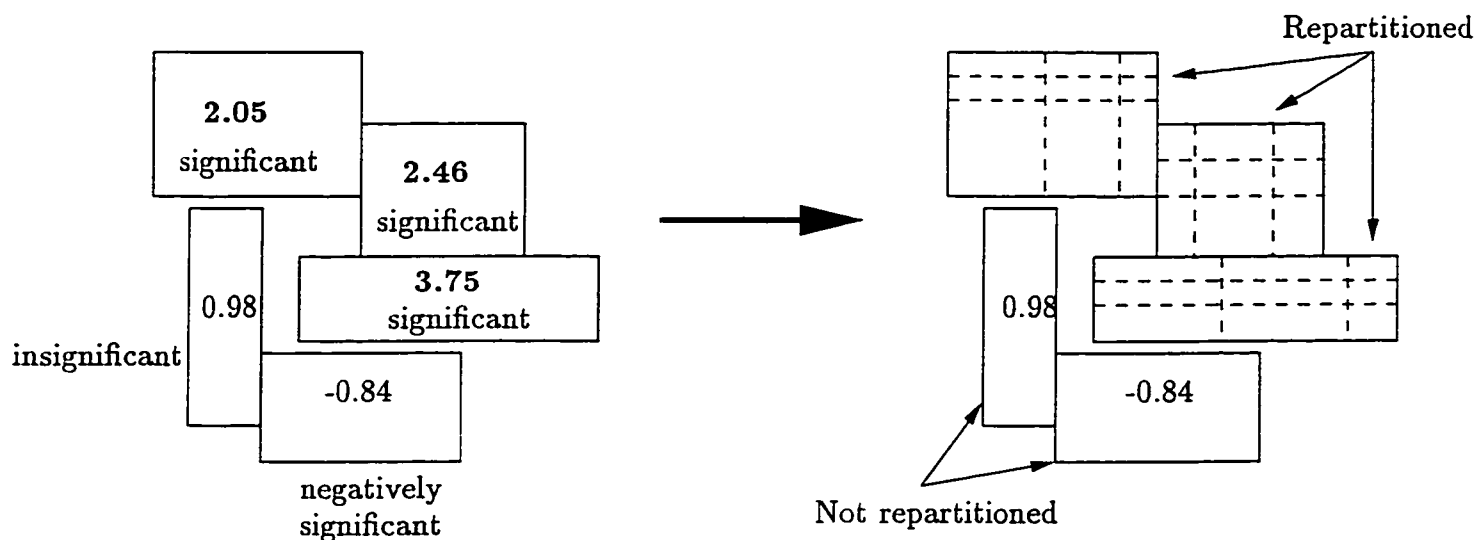 Repartitioned
2.05
significant
2.46
significant
3.75
significant
0.98
insignificant
-0.84
negatively
significant
0.98
-0.84
Not repartitioned